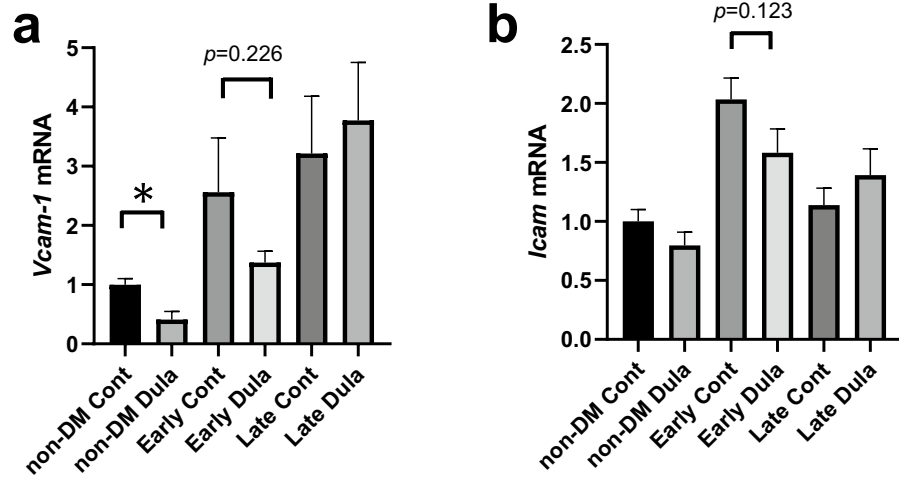 a
p=0.226
5
4
3
2
1
0
Vcam-1 mRNA
*
non-DM Cont
non-DM Dula
Early Cont
Early Dula
Late Cont
Late Dula
b
p=0.123
2.5
2.0
1.5
1.0
0.5
0.0
Icam mRNA
non-DM Cont
non-DM Dula
Early Cont
Early Dula
Late Cont
Late Dula